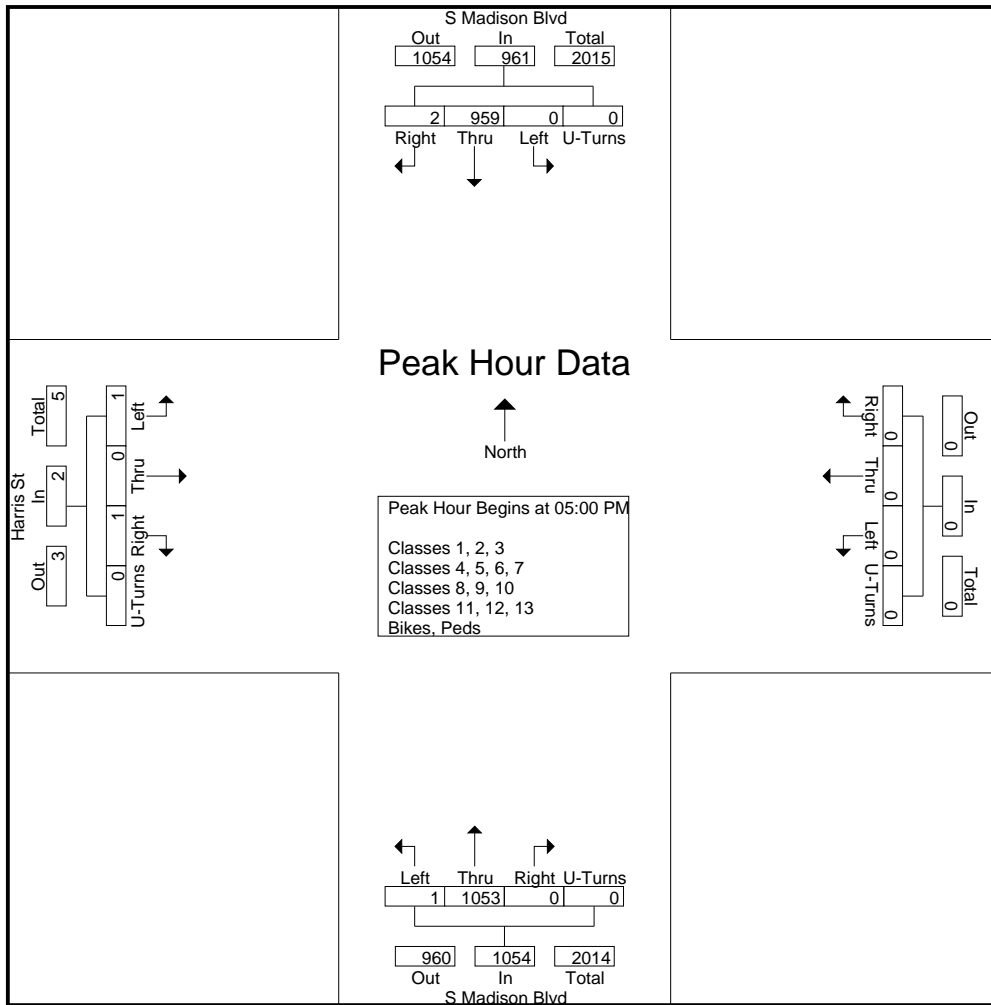 S Madison Blvd
Out In Total
1054 961 2015
2 959 0 0
Right Thru Left U-Turns
Peak Hour Data
North
Peak Hour Begins at 05:00 PM
Classes 1, 2, 3
Classes 4, 5, 6, 7
Classes 8, 9, 10
Classes 11, 12, 13
Bikes, Peds
Harris St
Out In Total
3 2 5
0 1 0 1
U-Turns Right Thru Left
Out In Total
0 0 0
0 0 0 0
Right Thru Left U-Turns
Left Thru Right U-Turns
1 1053 0 0
960 1054 2014
Out In Total
S Madison Blvd